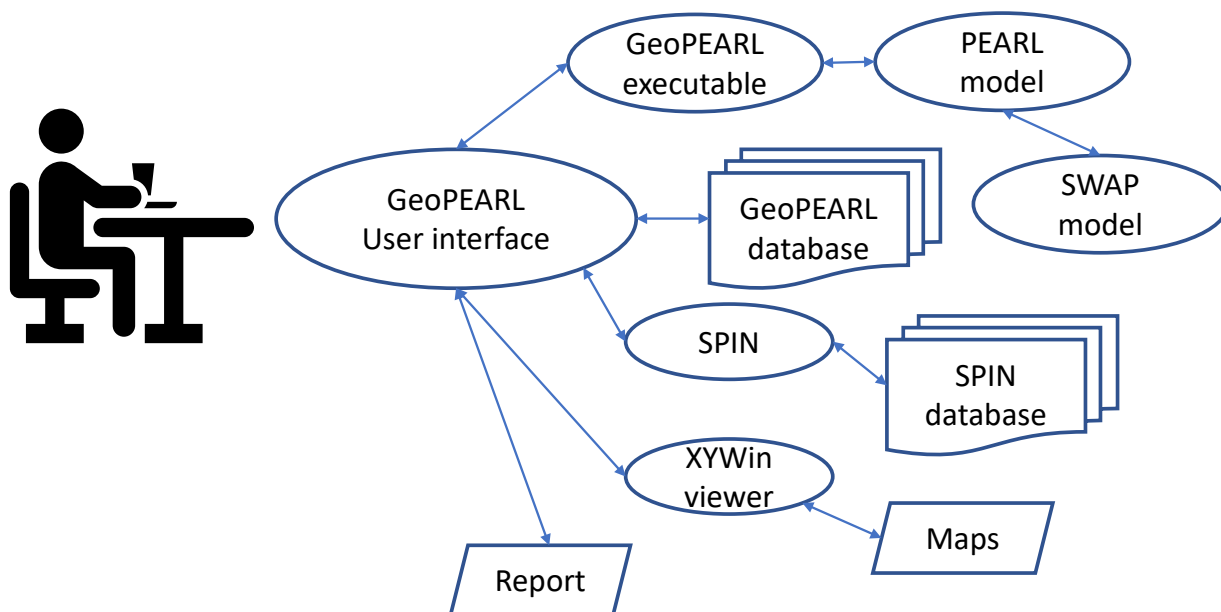 GeoPEARL
executable
PEARL
model
GeoPEARL
User interface
GeoPEARL
database
SWAP
model
SPIN
SPIN
database
XYWin
viewer
Maps
Report